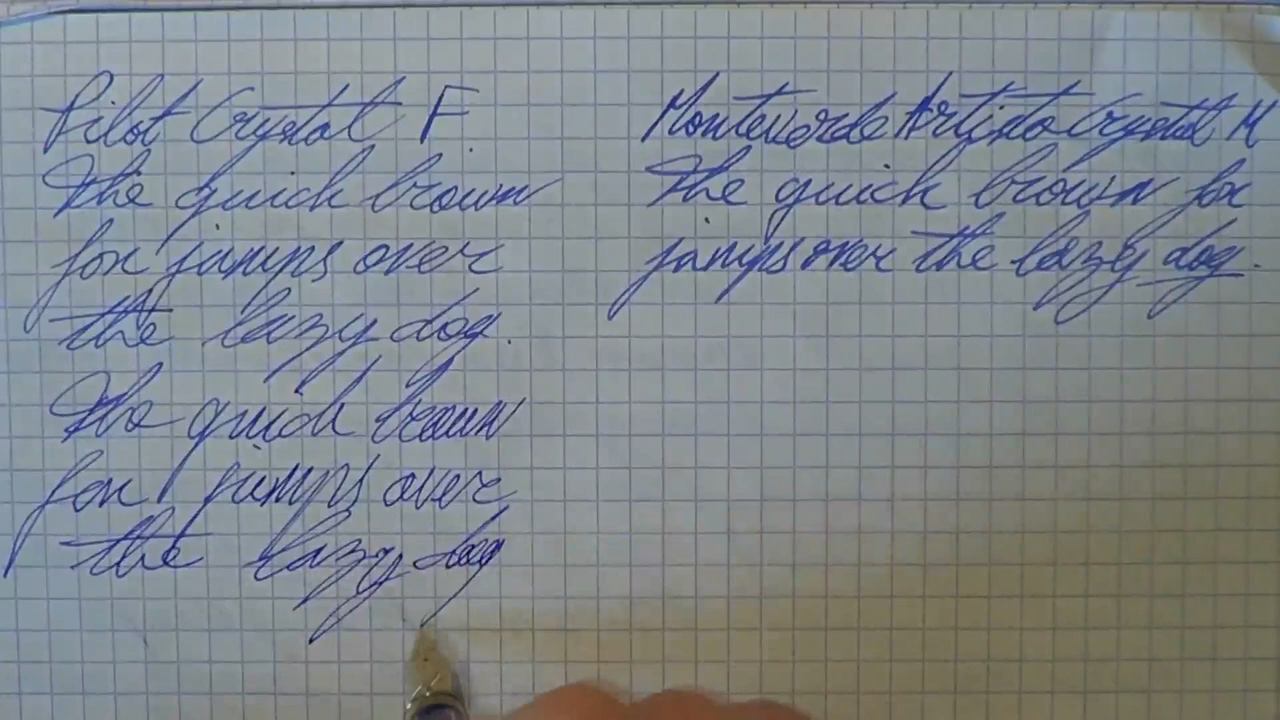 Pilot Crystal F
The quick brown
fox jumps over
the lazy dog.
The quick brown
fox jumps over
the lazy dog
Monteverde Artista Crystal M
The quick brown fox
jumps over the lazy dog.